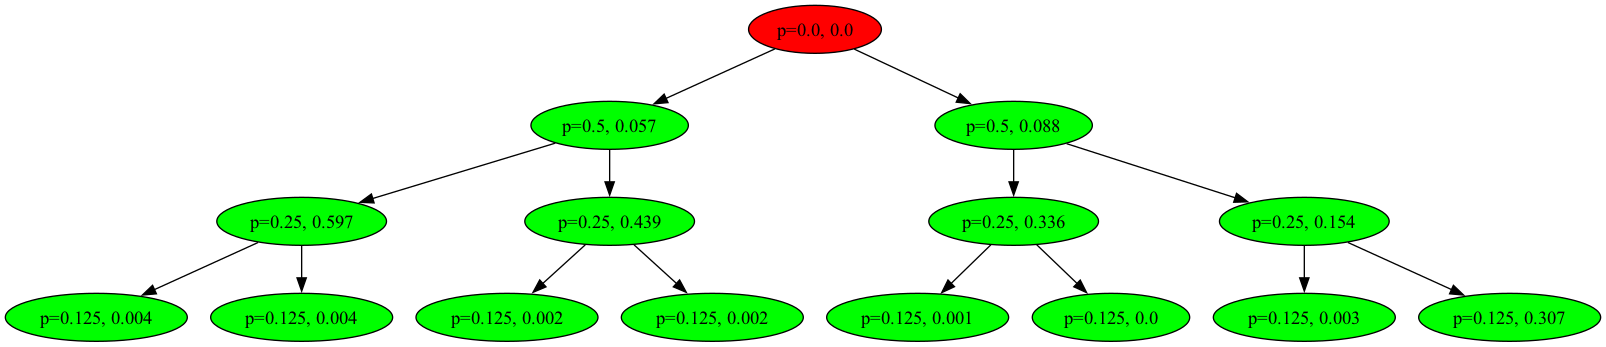 p=0.0, 0.0
p=0.5, 0.057
p=0.5, 0.088
p=0.25, 0.597
p=0.25, 0.439
p=0.25, 0.336
p=0.25, 0.154
p=0.125, 0.004
p=0.125, 0.004
p=0.125, 0.002
p=0.125, 0.002
p=0.125, 0.001
p=0.125, 0.0
p=0.125, 0.003
p=0.125, 0.307